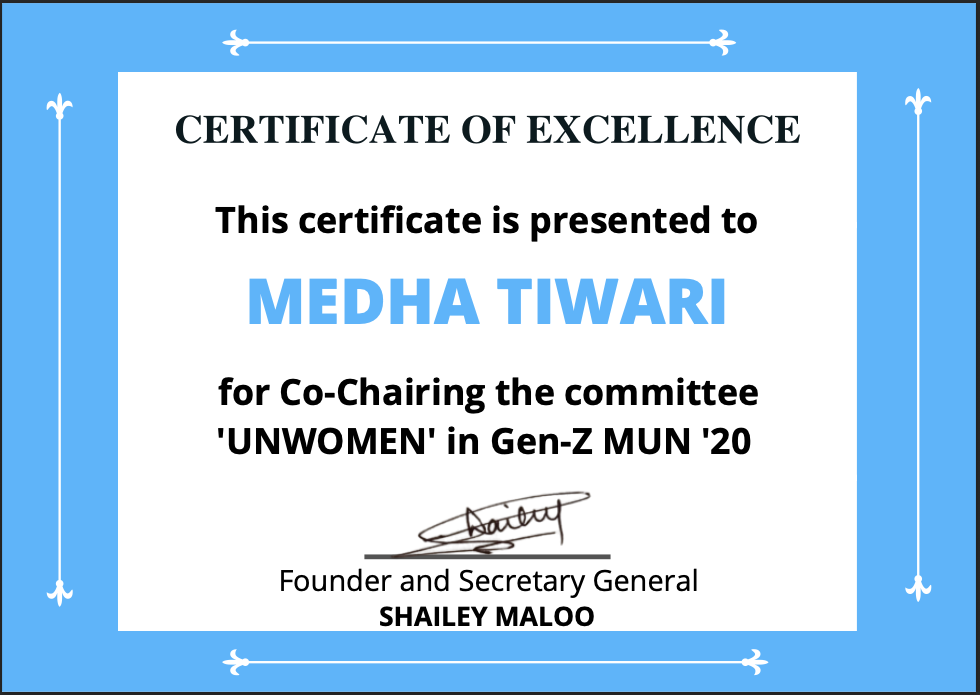 CERTIFICATE OF EXCELLENCE
This certificate is presented to
MEDHA TIWARI
for Co-Chairing the committee
'UNWOMEN' in Gen-Z MUN '20
Shailey
Founder and Secretary General
SHAILEY MALOO